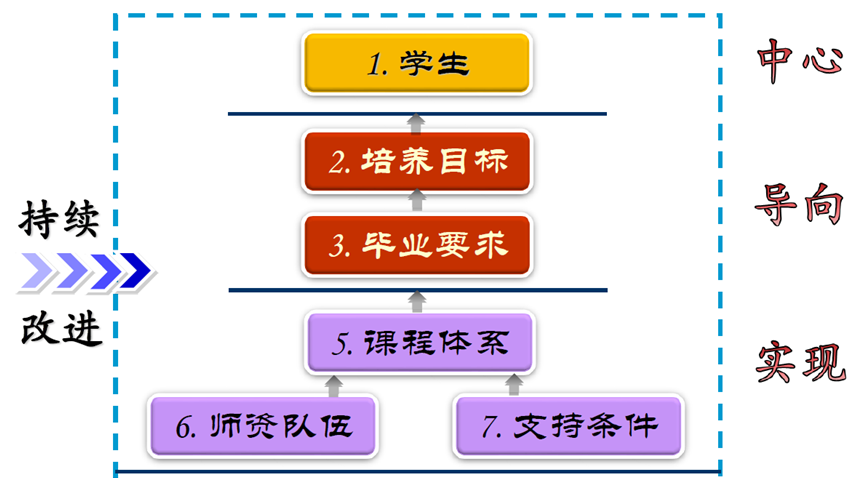 1. 学生
中心
2. 培养目标
导向
持续
3. 毕业要求
改进
5. 课程体系
实现
6. 师资队伍
7. 支持条件